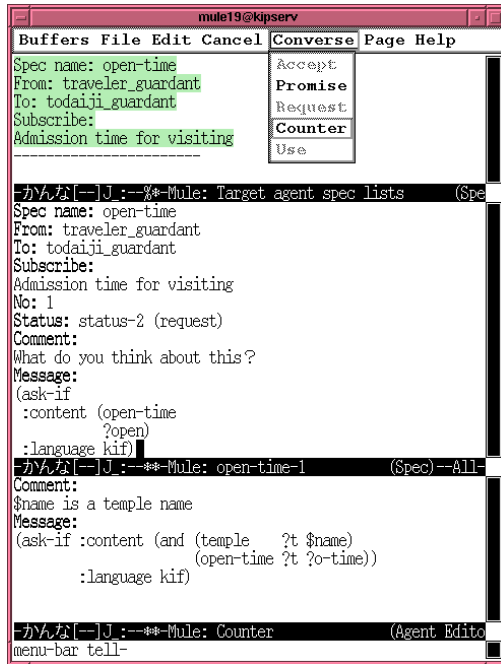 mule19@kipserv
Buffers File Edit Cancel Converse Page Help
Accept
Promise
Request
Counter
Use
Spec name: open-time
From: traveler_guardant
To: todaiji_guardant
Subscribe:
Admission time for visiting
-----------------------
-かんな[--]J_:--%*-Mule: Target agent spec lists (Spe
Spec name: open-time
From: traveler_guardant
To: todaiji_guardant
Subscribe:
Admission time for visiting
No: 1
Status: status-2 (request)
Comment:
What do you think about this?
Message:
(ask-if
:content (open-time
?open)
:language kif)
-かんな[--]J_:--**-Mule: open-time-1 (Spec)--All-
Comment:
$name is a temple name
Message:
(ask-if :content (and (temple ?t $name)
(open-time ?t ?o-time))
:language kif)
-かんな[--]J_:--**-Mule: Counter (Agent Edito
menu-bar tell-